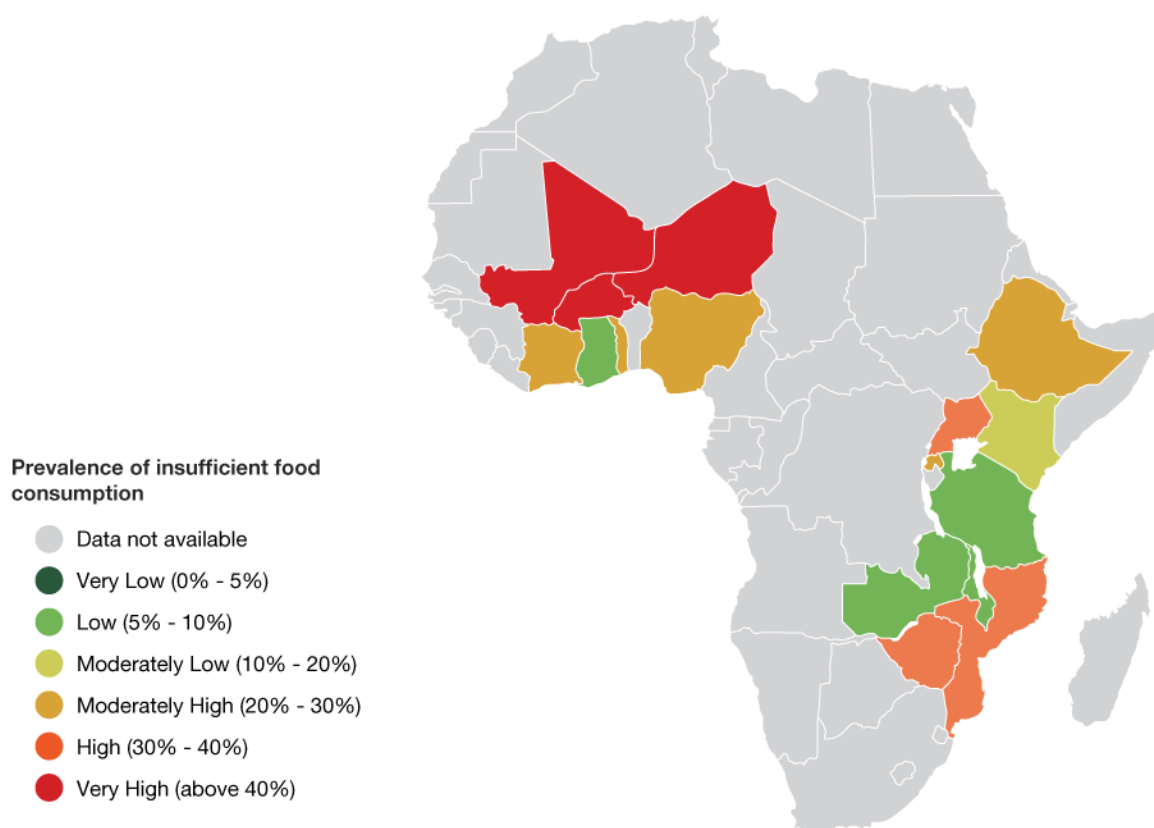 Prevalence of insufficient food
consumption
Data not available
Very Low (0% - 5%)
Low (5% - 10%)
Moderately Low (10% - 20%)
Moderately High (20% - 30%)
High (30% - 40%)
Very High (above 40%)